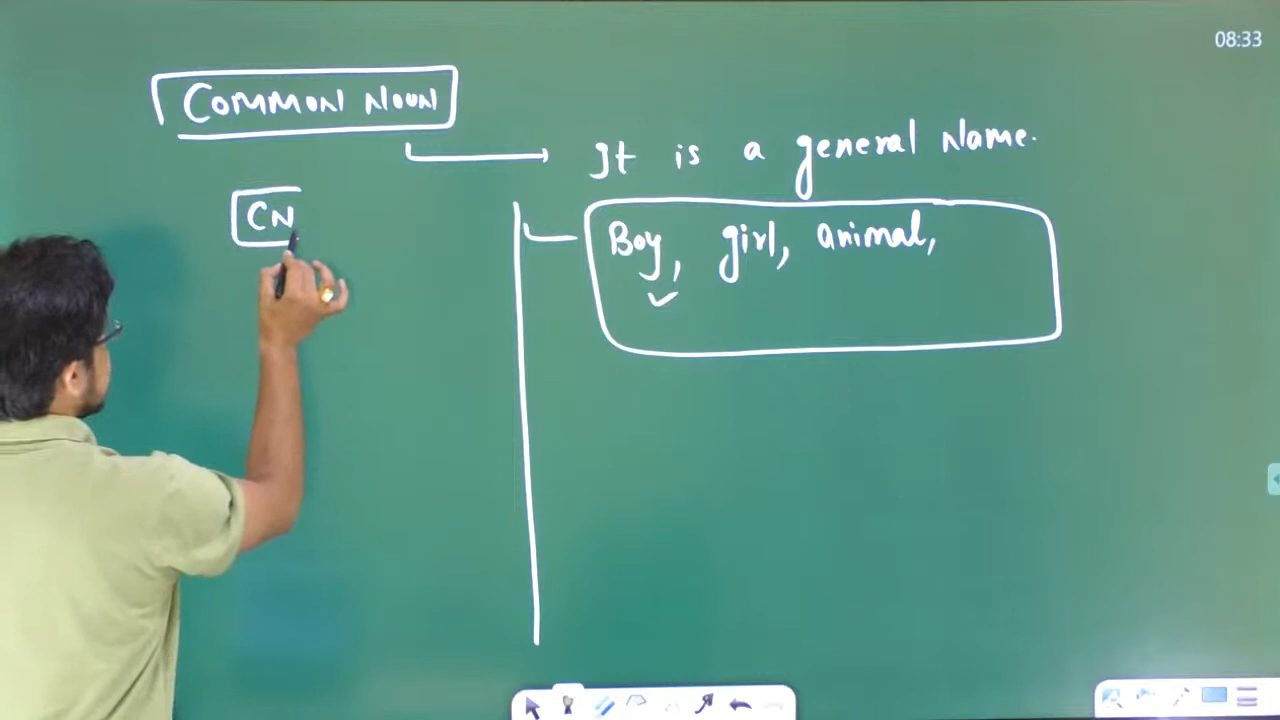 08:33
COMMON NOUN
It is a general Name.
CN
Boy, girl, animal,